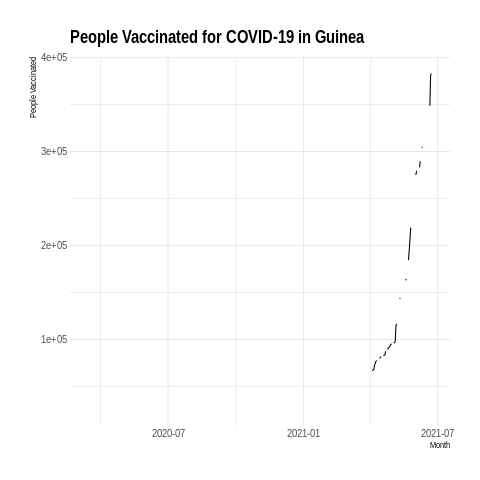 People Vaccinated for COVID-19 in Guinea
People Vaccinated
4e+05
3e+05
2e+05
1e+05
2020-07
2021-01
2021-07
Month